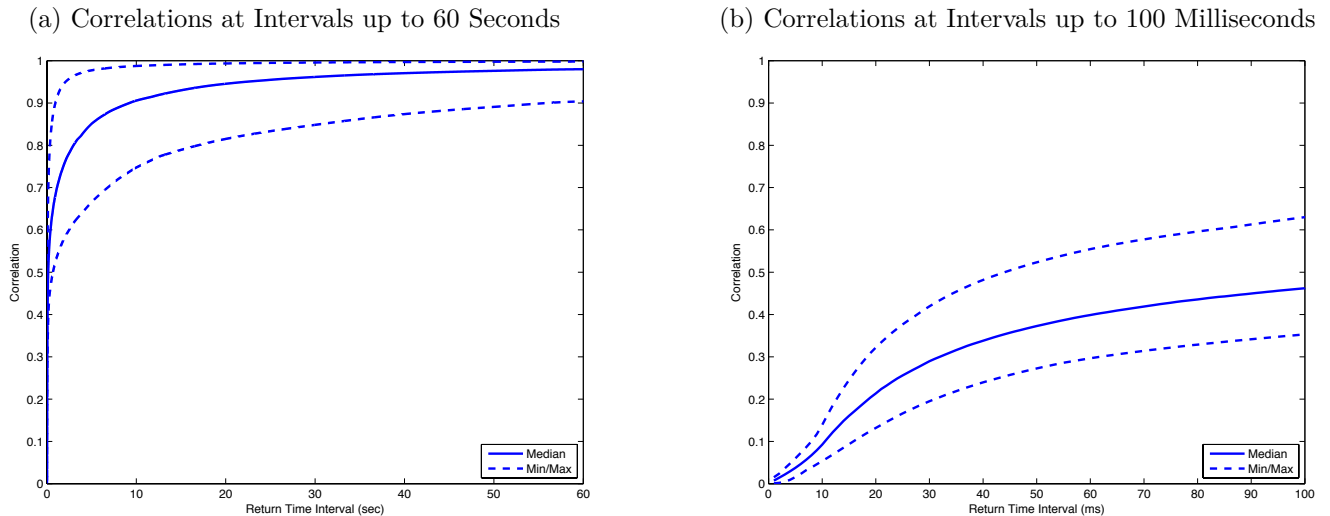 (a) Correlations at Intervals up to 60 Seconds
1
0.9
0.8
0.7
0.6
0.5
0.4
0.3
0.2
0.1
0
Correlation
0 10 20 30 40 50 60
Return Time Interval (sec)
Median
Min/Max
(b) Correlations at Intervals up to 100 Milliseconds
1
0.9
0.8
0.7
0.6
0.5
0.4
0.3
0.2
0.1
0
Correlation
0 10 20 30 40 50 60 70 80 90 100
Return Time Interval (ms)
Median
Min/Max